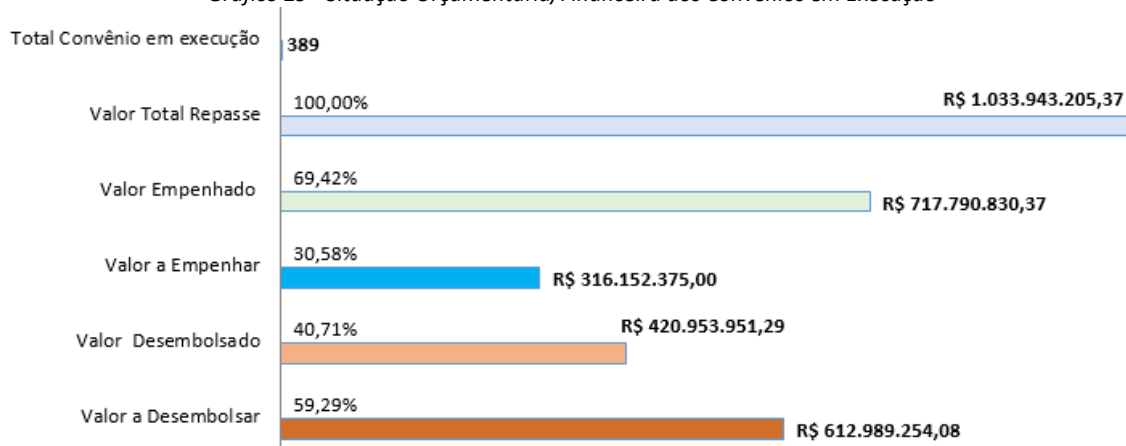 Total Convênio em execução 389
100,00% R$ 1.033.943.205,37
Valor Total Repasse
69,42%
Valor Empenhado R$ 717.790.830,37
30,58%
Valor a Empenhar R$ 316.152.375,00
40,71% R$ 420.953.951,29
Valor Desembolsado
59,29%
Valor a Desembolsar R$ 612.989.254,08